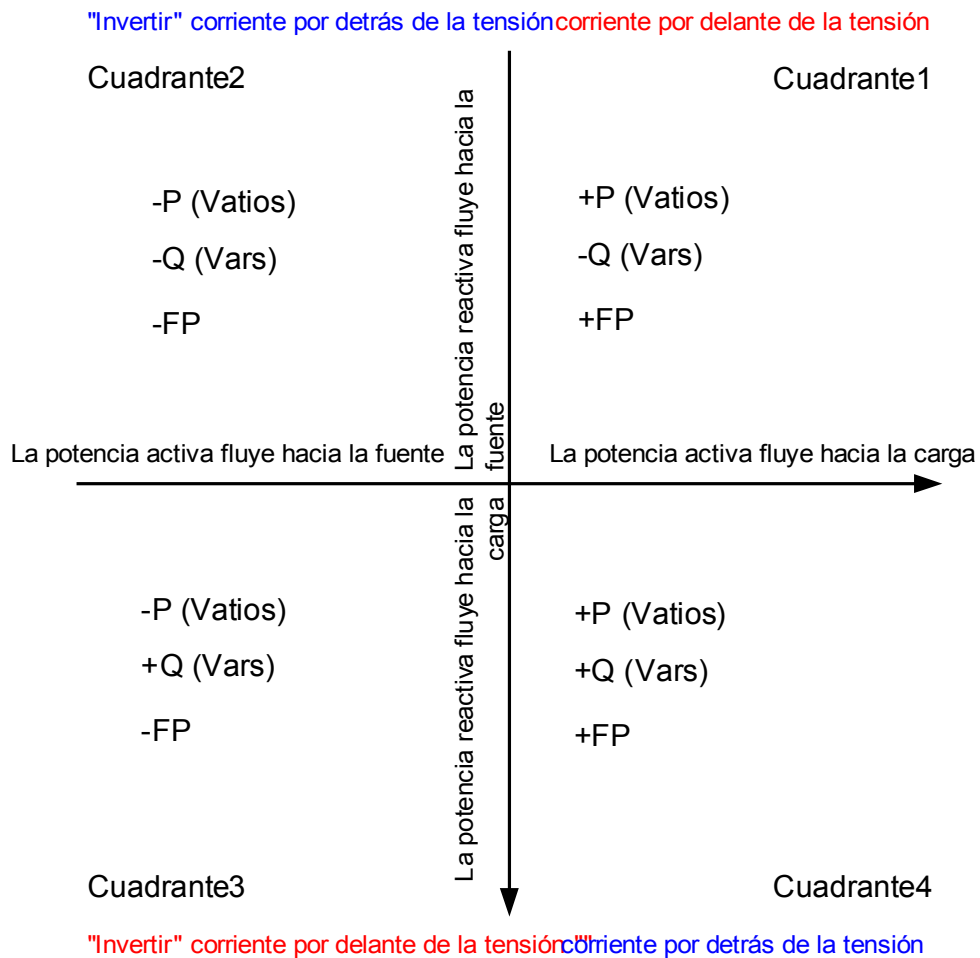 "Invertir" corriente por detrás de la tensión
corriente por delante de la tensión
Cuadrante2
Cuadrante1
-P (Vatios)
-Q (Vars)
-FP
+P (Vatios)
-Q (Vars)
+FP
La potencia reactiva fluye hacia la
fuente
La potencia activa fluye hacia la fuente
La potencia activa fluye hacia la carga
La potencia reactiva fluye hacia la
carga
-P (Vatios)
+Q (Vars)
-FP
+P (Vatios)
+Q (Vars)
+FP
Cuadrante3
Cuadrante4
"Invertir" corriente por delante de la tensión ""
corriente por detrás de la tensión